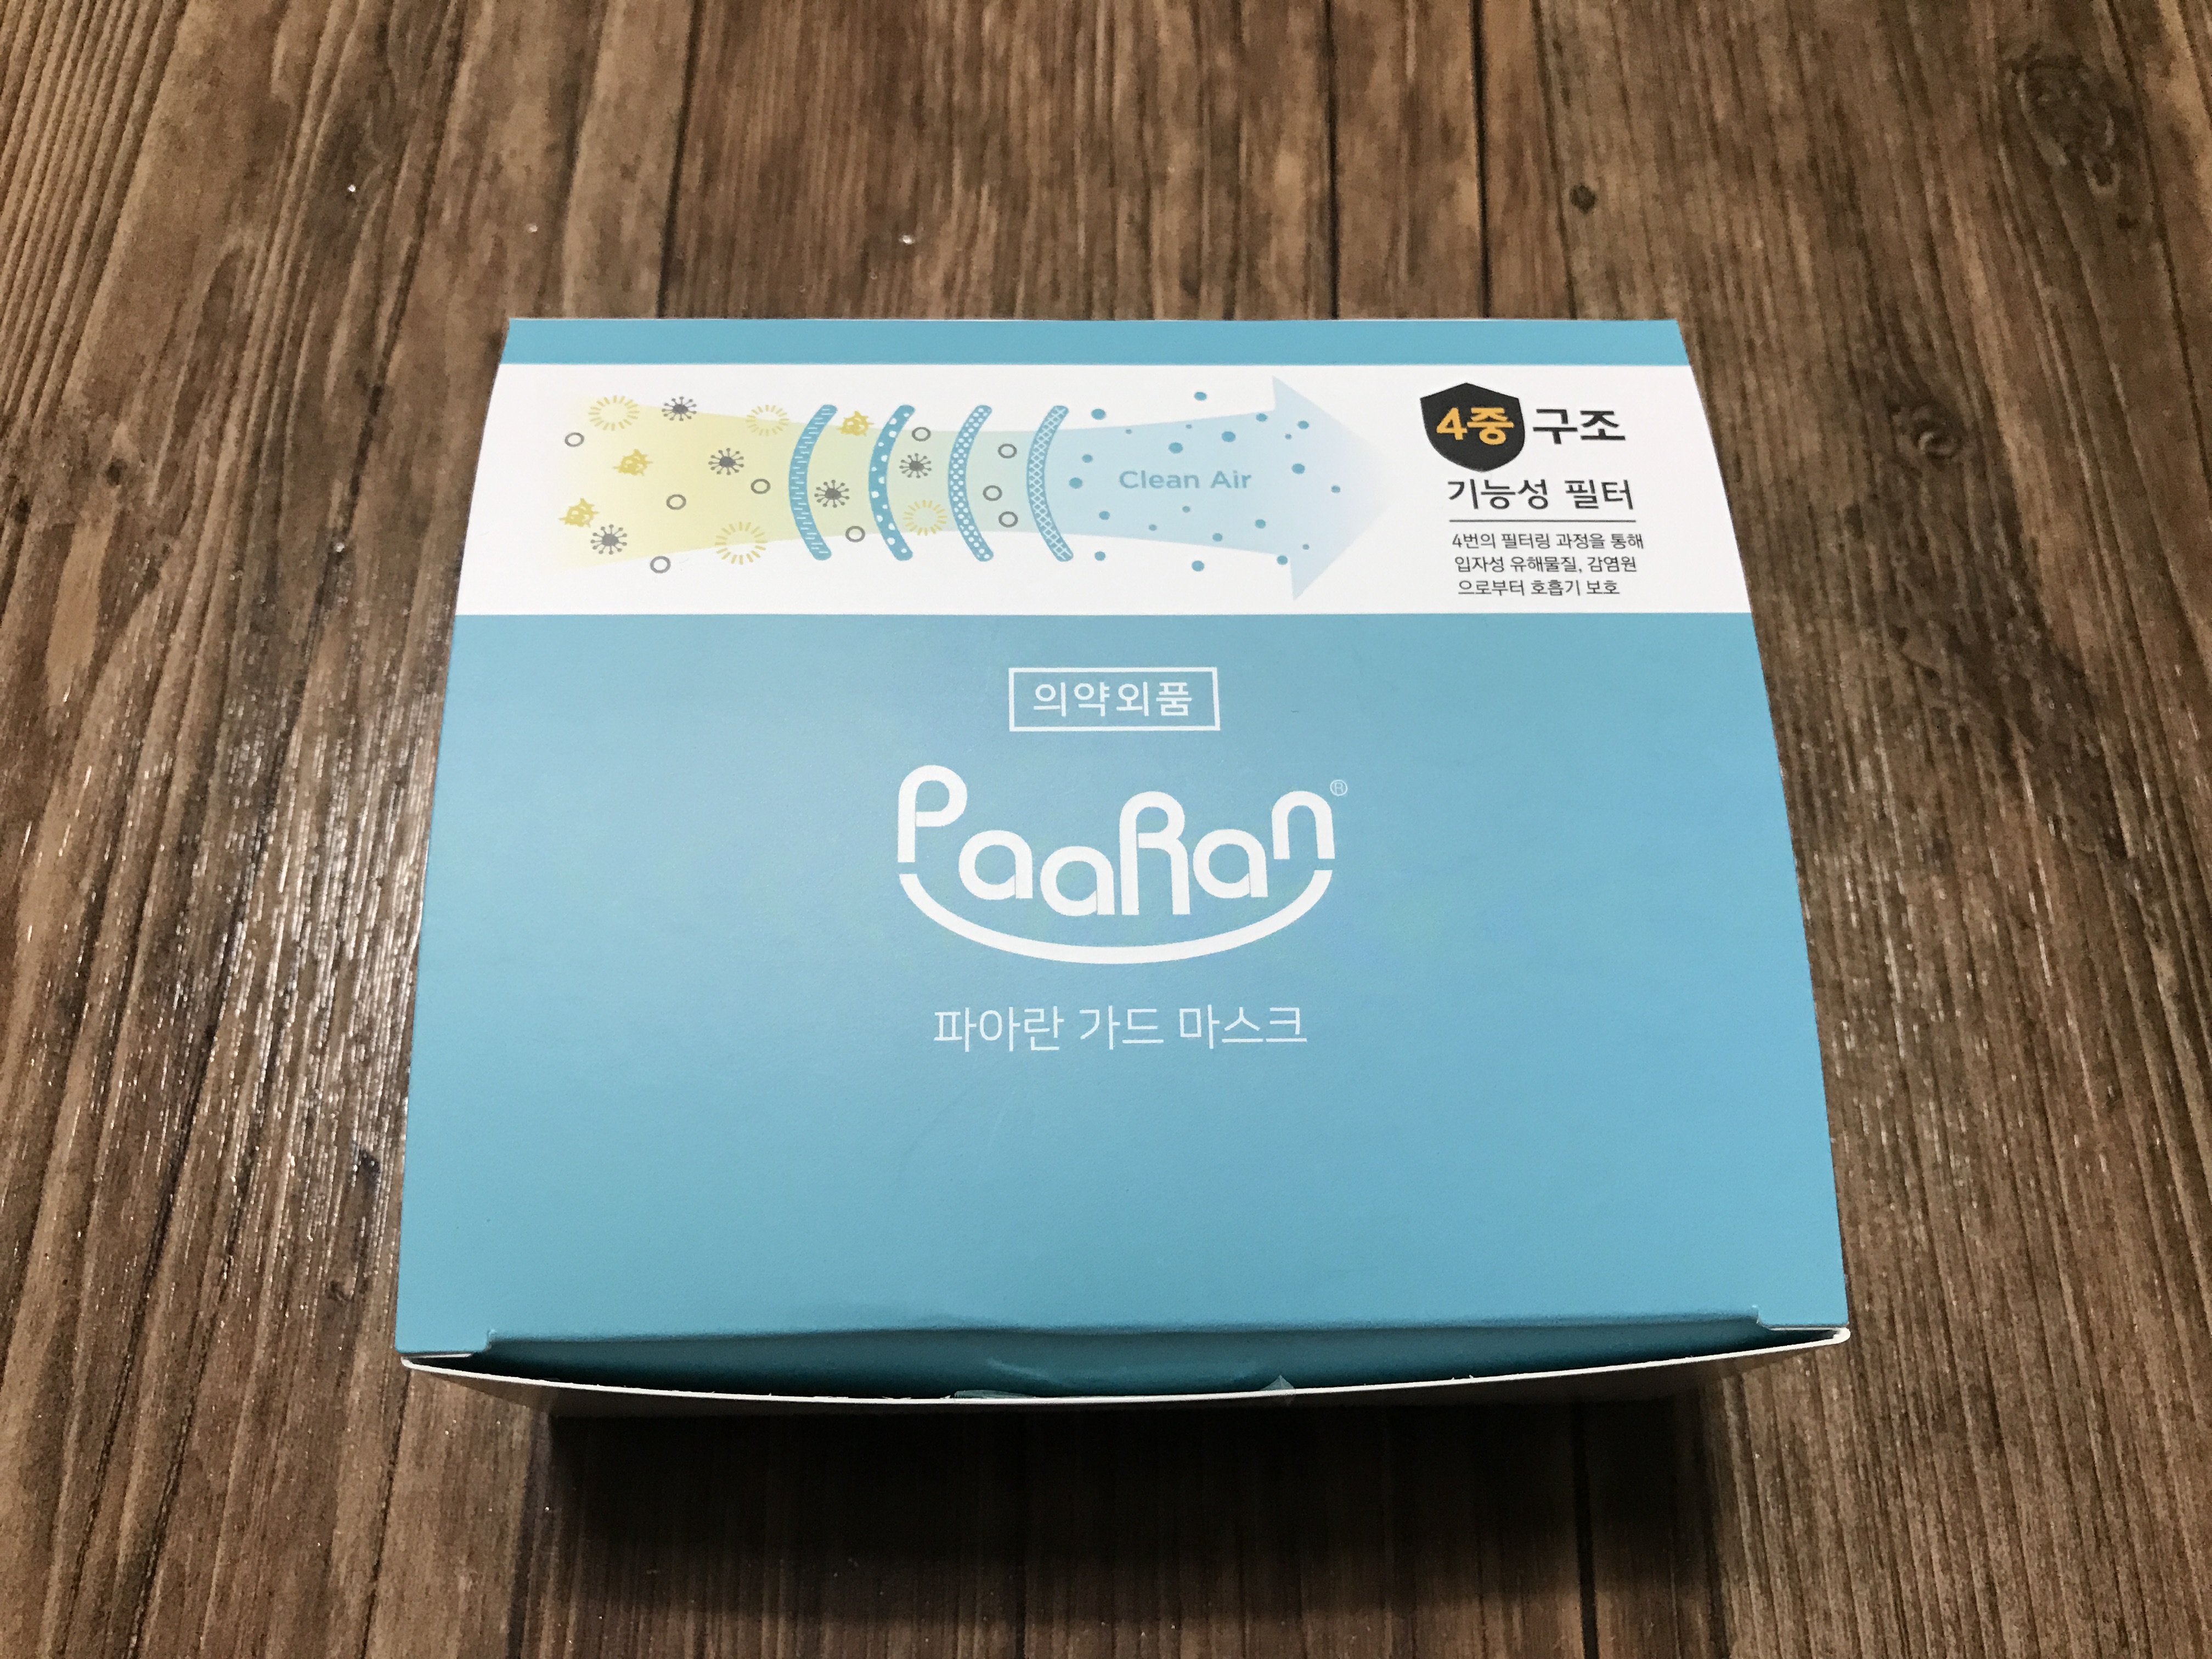 Clean Air
4중 구조
기능성 필터
4번의 필터링 과정을 통해
입자성 유해물질, 감염원
으로부터 호흡기 보호
의약외품
PaaRan®
파아란 가드 마스크